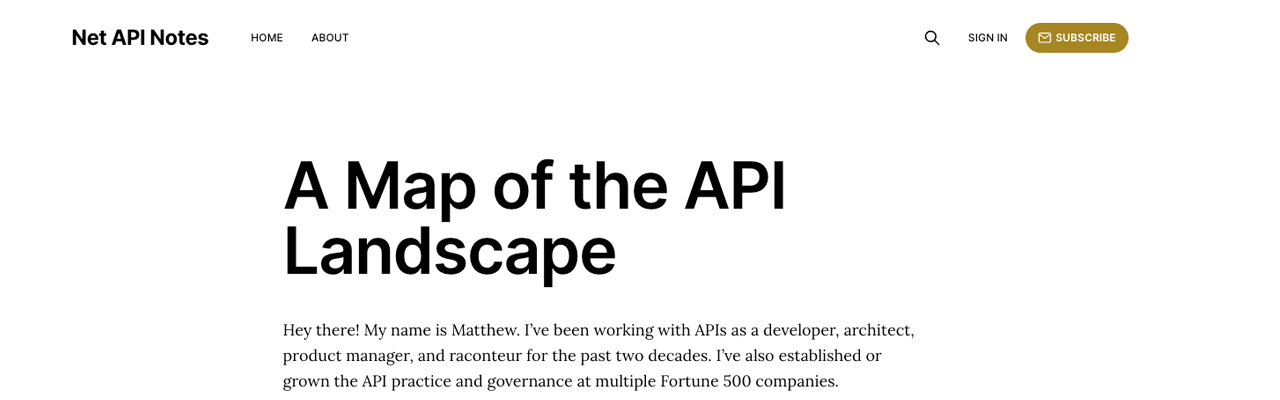 Net API Notes
HOME
ABOUT
SIGN IN
SUBSCRIBE
A Map of the API
Landscape
Hey there! My name is Matthew. I’ve been working with APIs as a developer, architect,
product manager, and raconteur for the past two decades. I’ve also established or
grown the API practice and governance at multiple Fortune 500 companies.